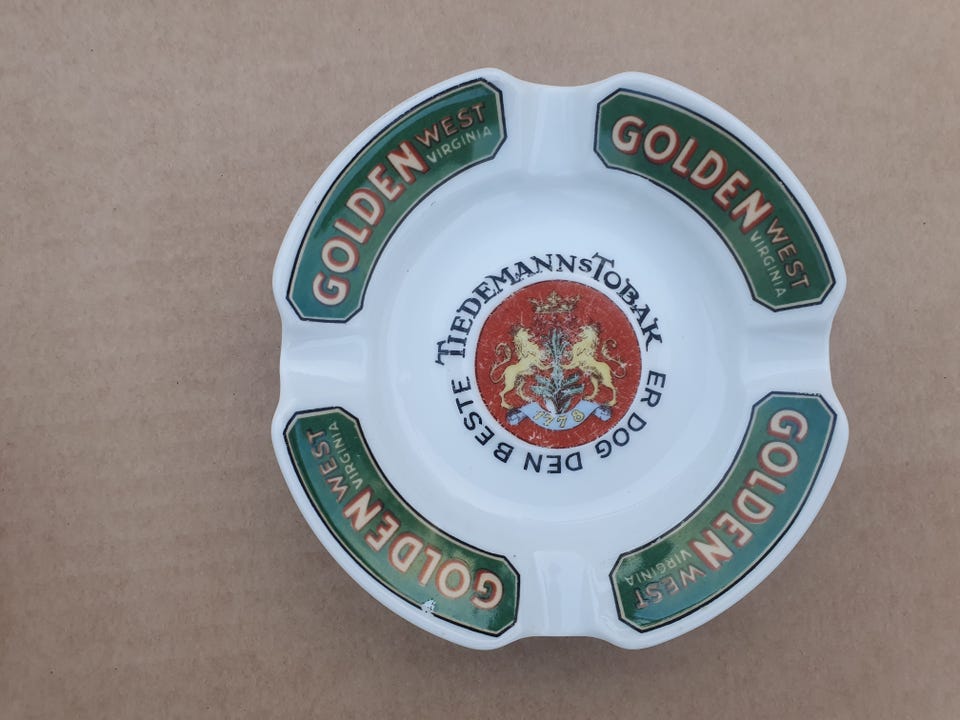 GOLDEN WEST
VIRGINIA
GOLDEN WEST
VIRGINIA
TIEDEMANNS TOBAK
ER DOG DEN BESTE
1778
GOLDEN WEST
VIRGINIA
GOLDEN WEST
VIRGINIA